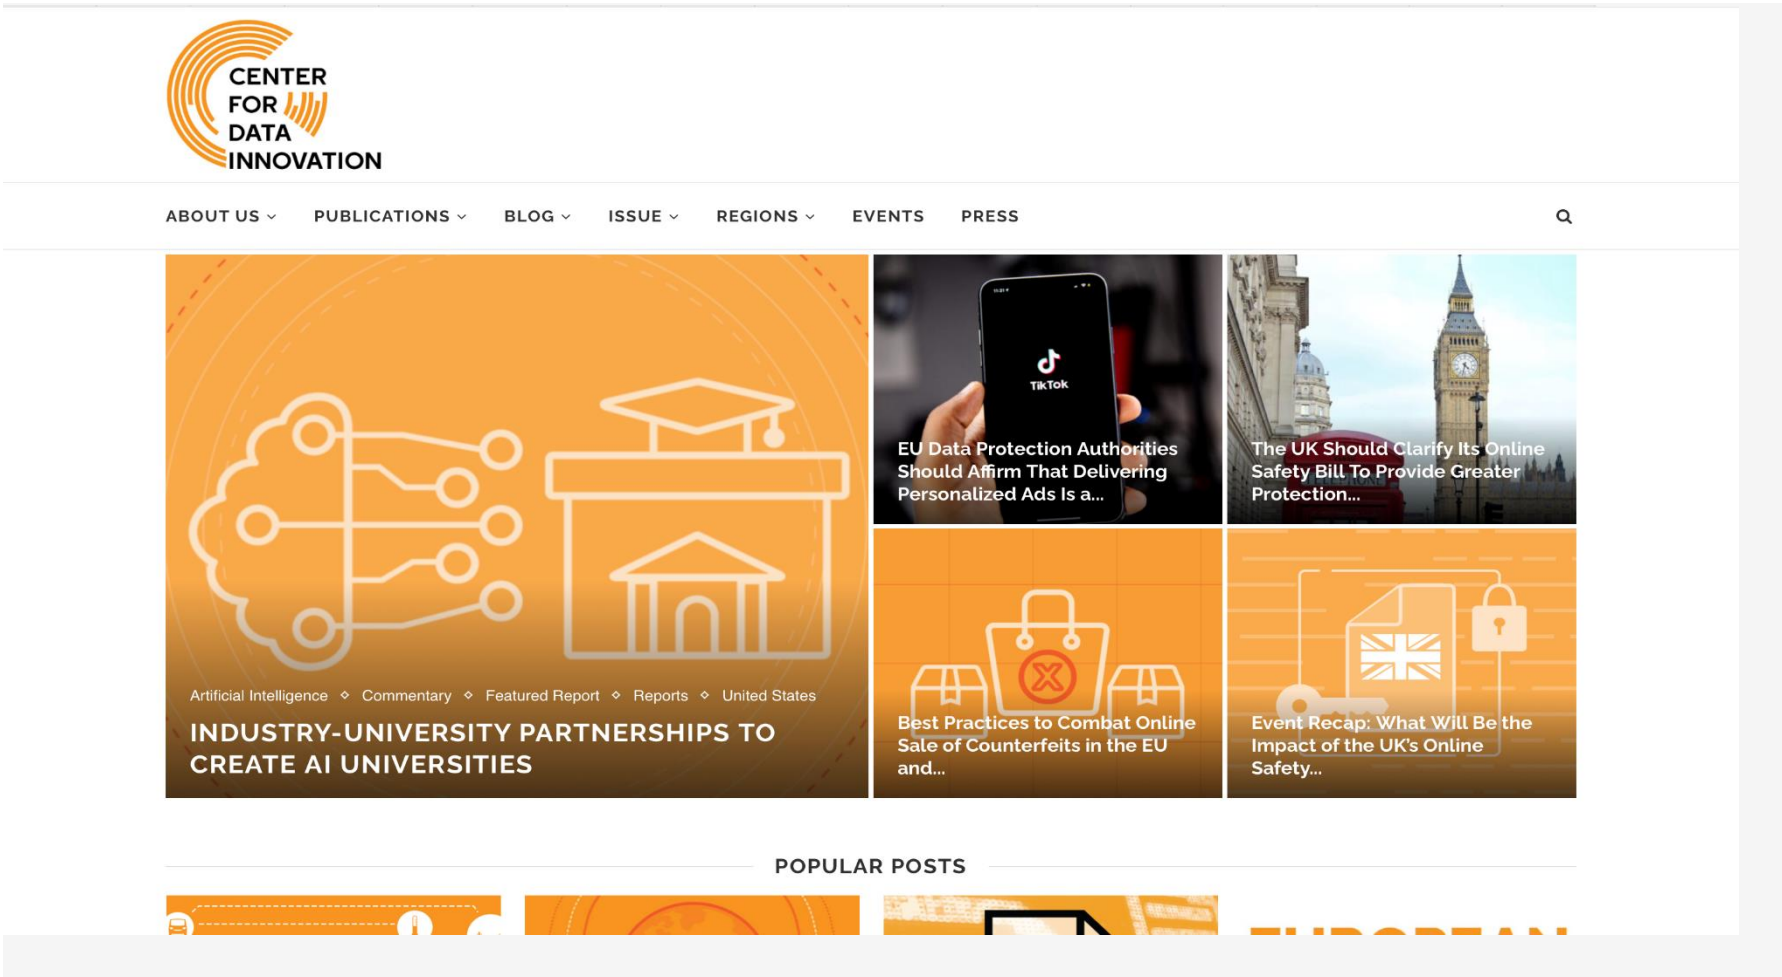 CENTER
FOR
DATA
INNOVATION
ABOUT US
PUBLICATIONS
BLOG
ISSUE
REGIONS
EVENTS
PRESS
Artificial Intelligence ⋄ Commentary ⋄ Featured Report ⋄ Reports ⋄ United States
INDUSTRY-UNIVERSITY PARTNERSHIPS TO
CREATE AI UNIVERSITIES
TikTok
EU Data Protection Authorities
Should Affirm That Delivering
Personalized Ads Is a...
The UK Should Clarify Its Online
Safety Bill To Provide Greater
Protection...
TELEPHONE
Best Practices to Combat Online
Sale of Counterfeits in the EU
and...
Event Recap: What Will Be the
Impact of the UK's Online
Safety...
POPULAR POSTS
EUROPEAN